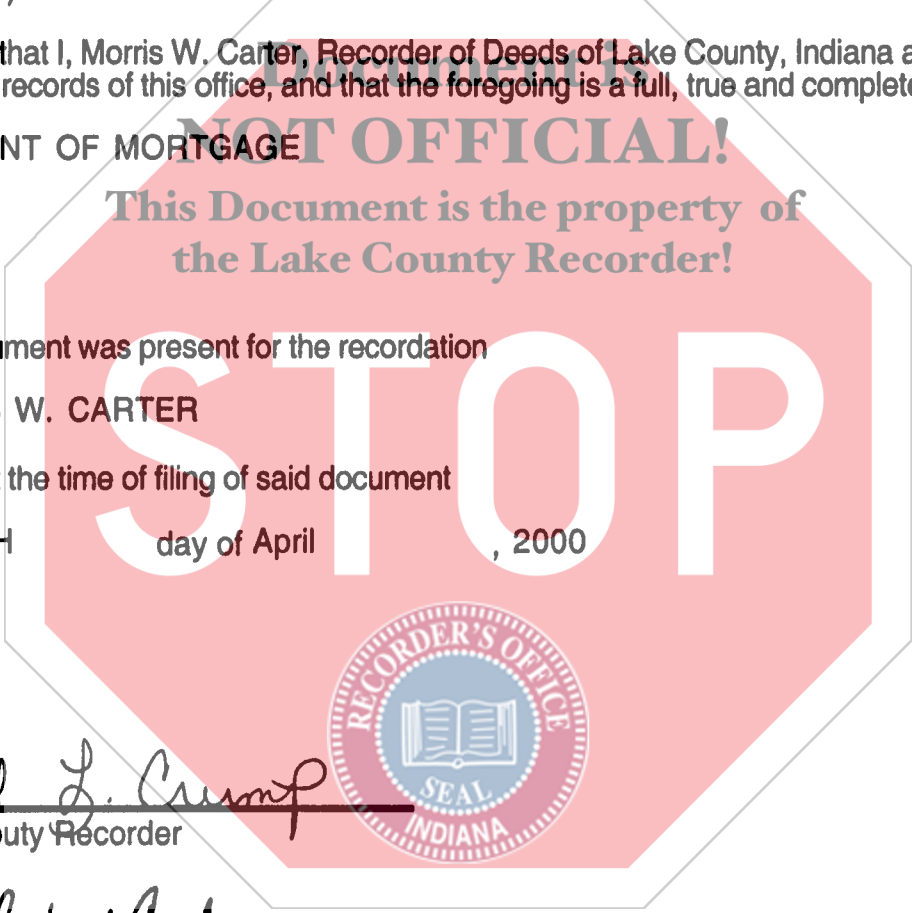 that I, Morris W. Carter, Recorder of Deeds of Lake County, Indiana a
records of this office, and that the foregoing is a full, true and complete
NT OF MORTGAGE
Document is
NOT OFFICIAL!
This Document is the property of
the Lake County Recorder!
ment was present for the recordation
W. CARTER
the time of filing of said document
H day of April , 2000
STOP
RECORDER'S OFFICE
SEAL
INDIANA
L. Crump
uty Recorder